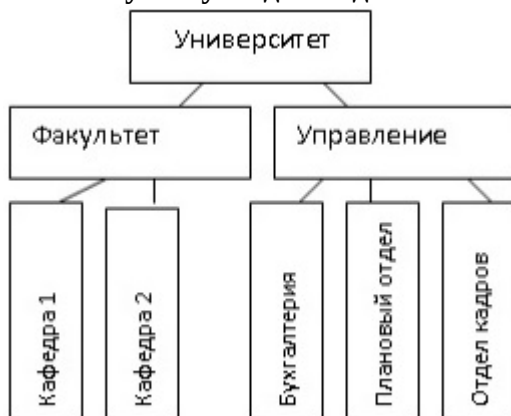 Университет
Факультет
Управление
Кафедра 1
Кафедра 2
Бухгалтерия
Плановый отдел
Отдел кадров